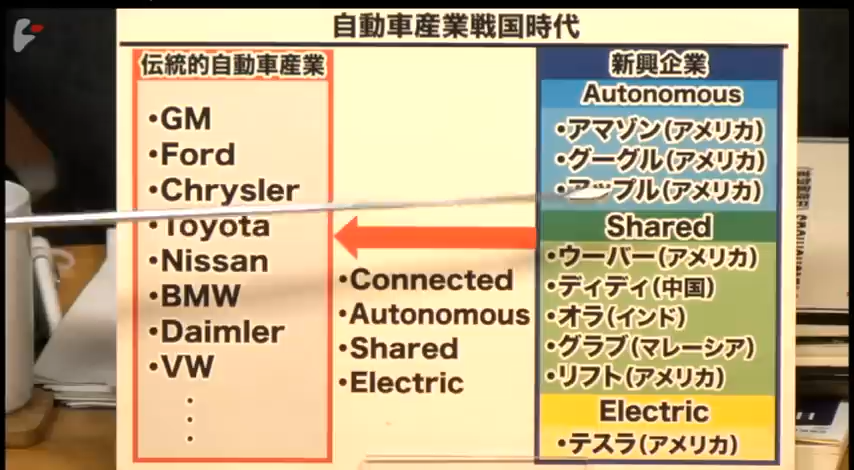 自動車産業戦国時代
伝統的自動車産業
・GM
・Ford
・Chrysler
・Toyota
・Nissan
・BMW
・Daimler
・VW
・
・
・
・Connected
・Autonomous
・Shared
・Electric
新興企業
Autonomous
・アマゾン(アメリカ)
・グーグル(アメリカ)
・アップル(アメリカ)
Shared
・ウーバー(アメリカ)
・ディディ(中国)
・オラ(インド)
・グラブ(マレーシア)
・リフト(アメリカ)
Electric
・テスラ(アメリカ)